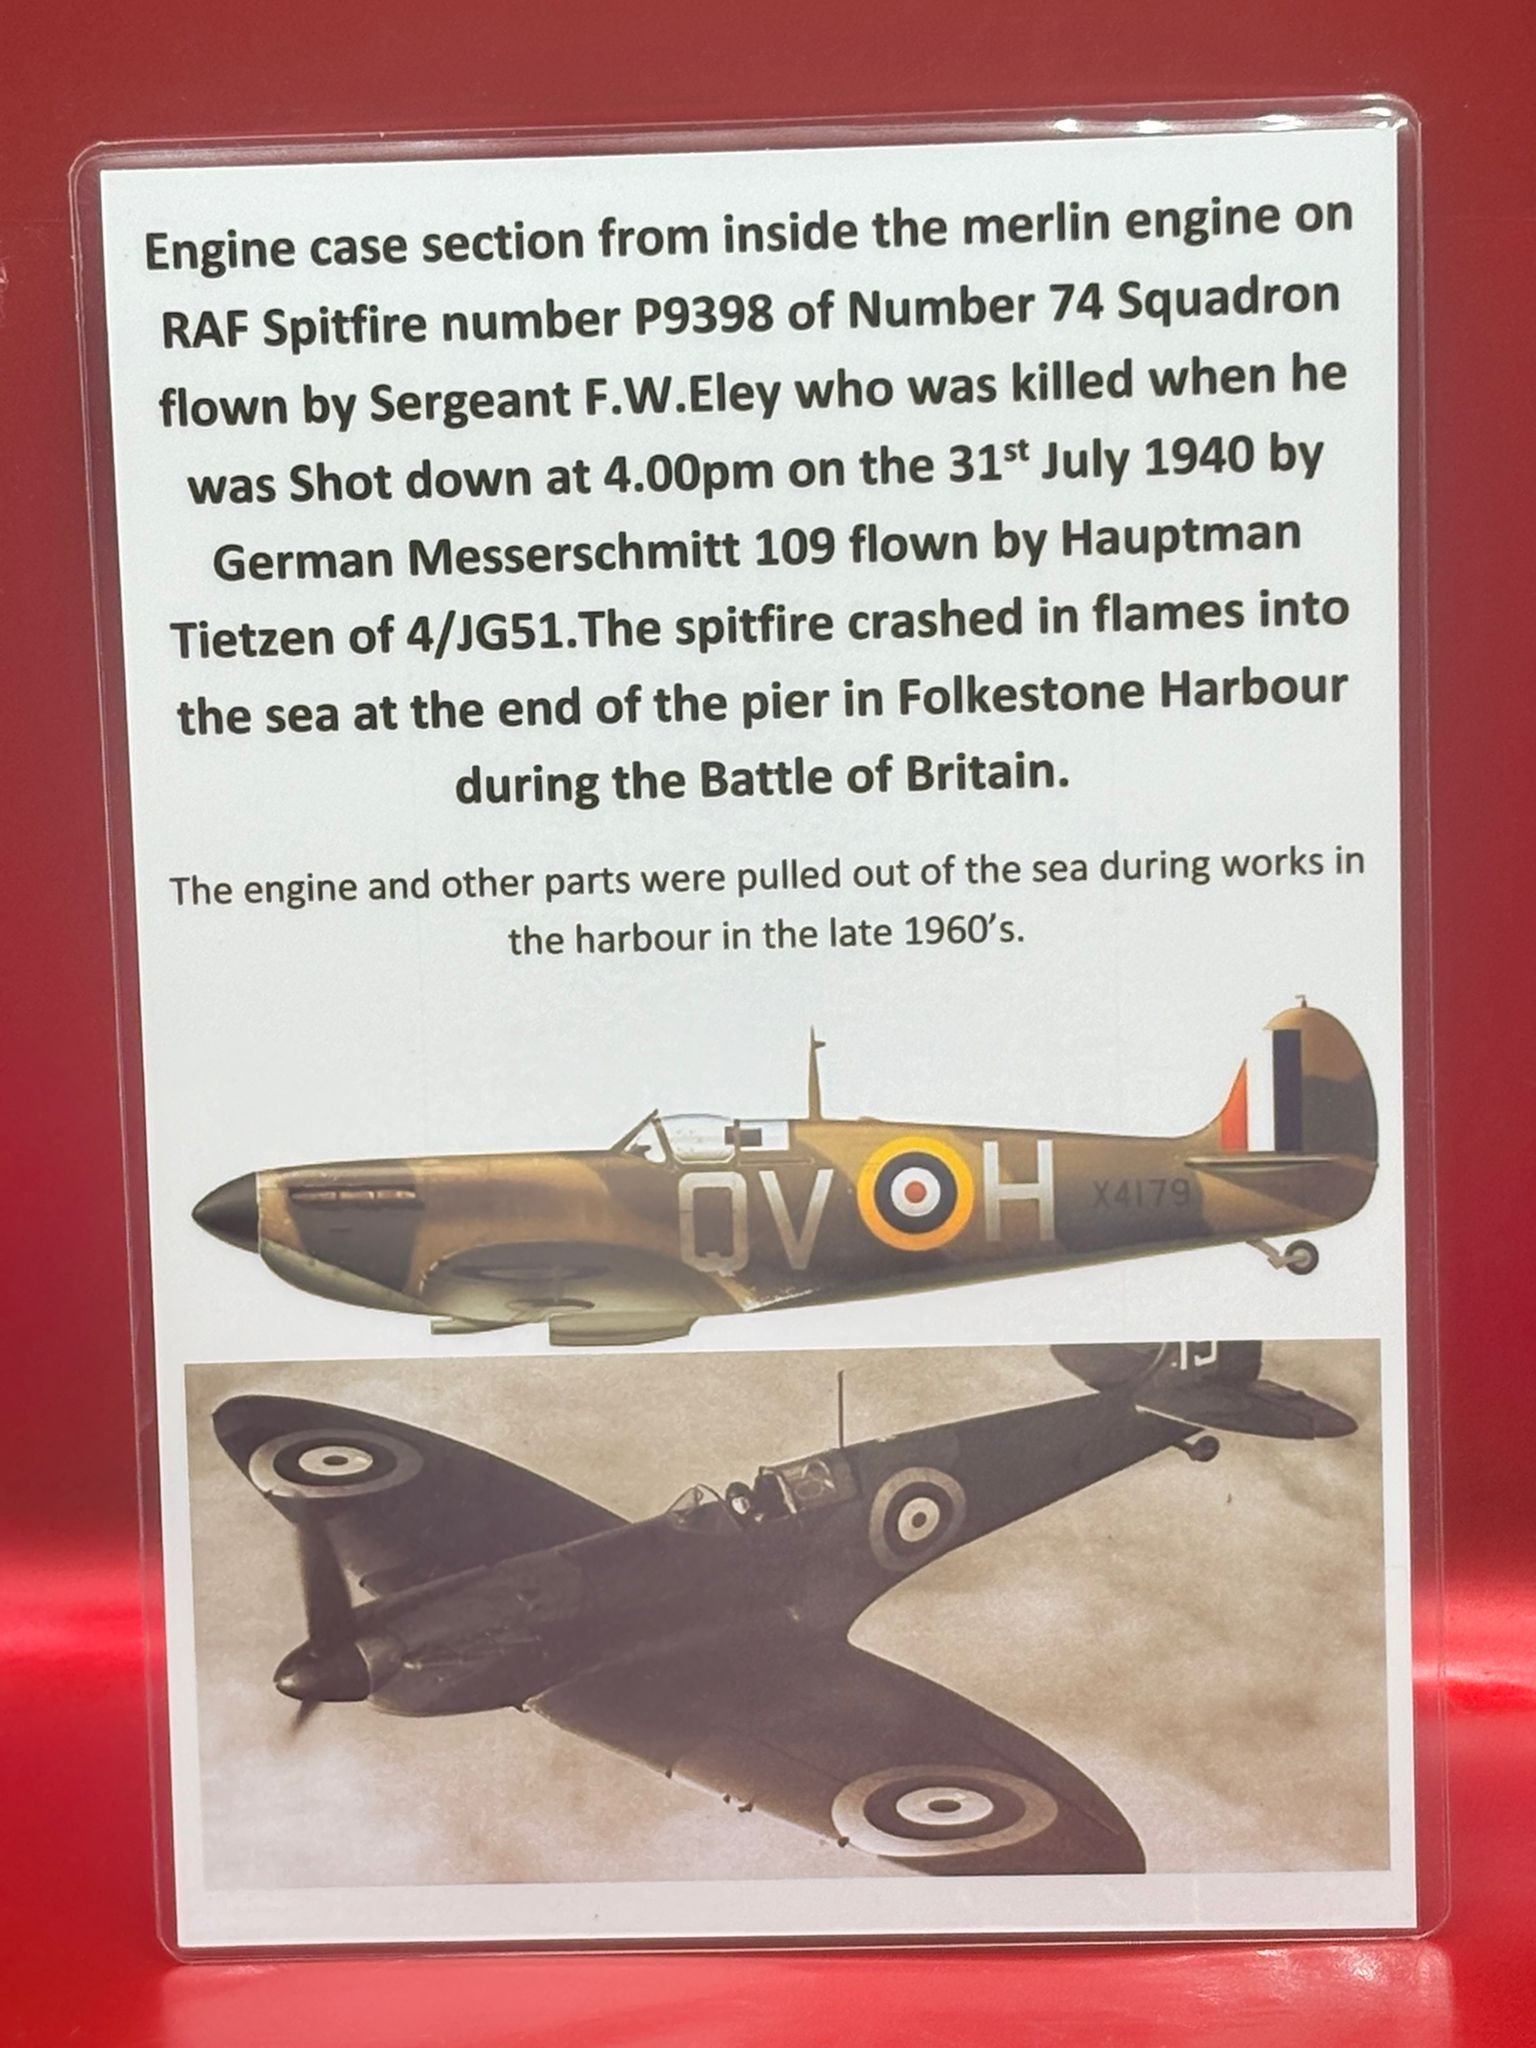 Engine case section from inside the merlin engine on
RAF Spitfire number P9398 of Number 74 Squadron
flown by Sergeant F.W.Eley who was killed when he
was Shot down at 4.00pm on the 31st July 1940 by
German Messerschmitt 109 flown by Hauptman
Tietzen of 4/JG51.The spitfire crashed in flames into
the sea at the end of the pier in Folkestone Harbour
during the Battle of Britain.
The engine and other parts were pulled out of the sea during works in
the harbour in the late 1960’s.
QV H X4179